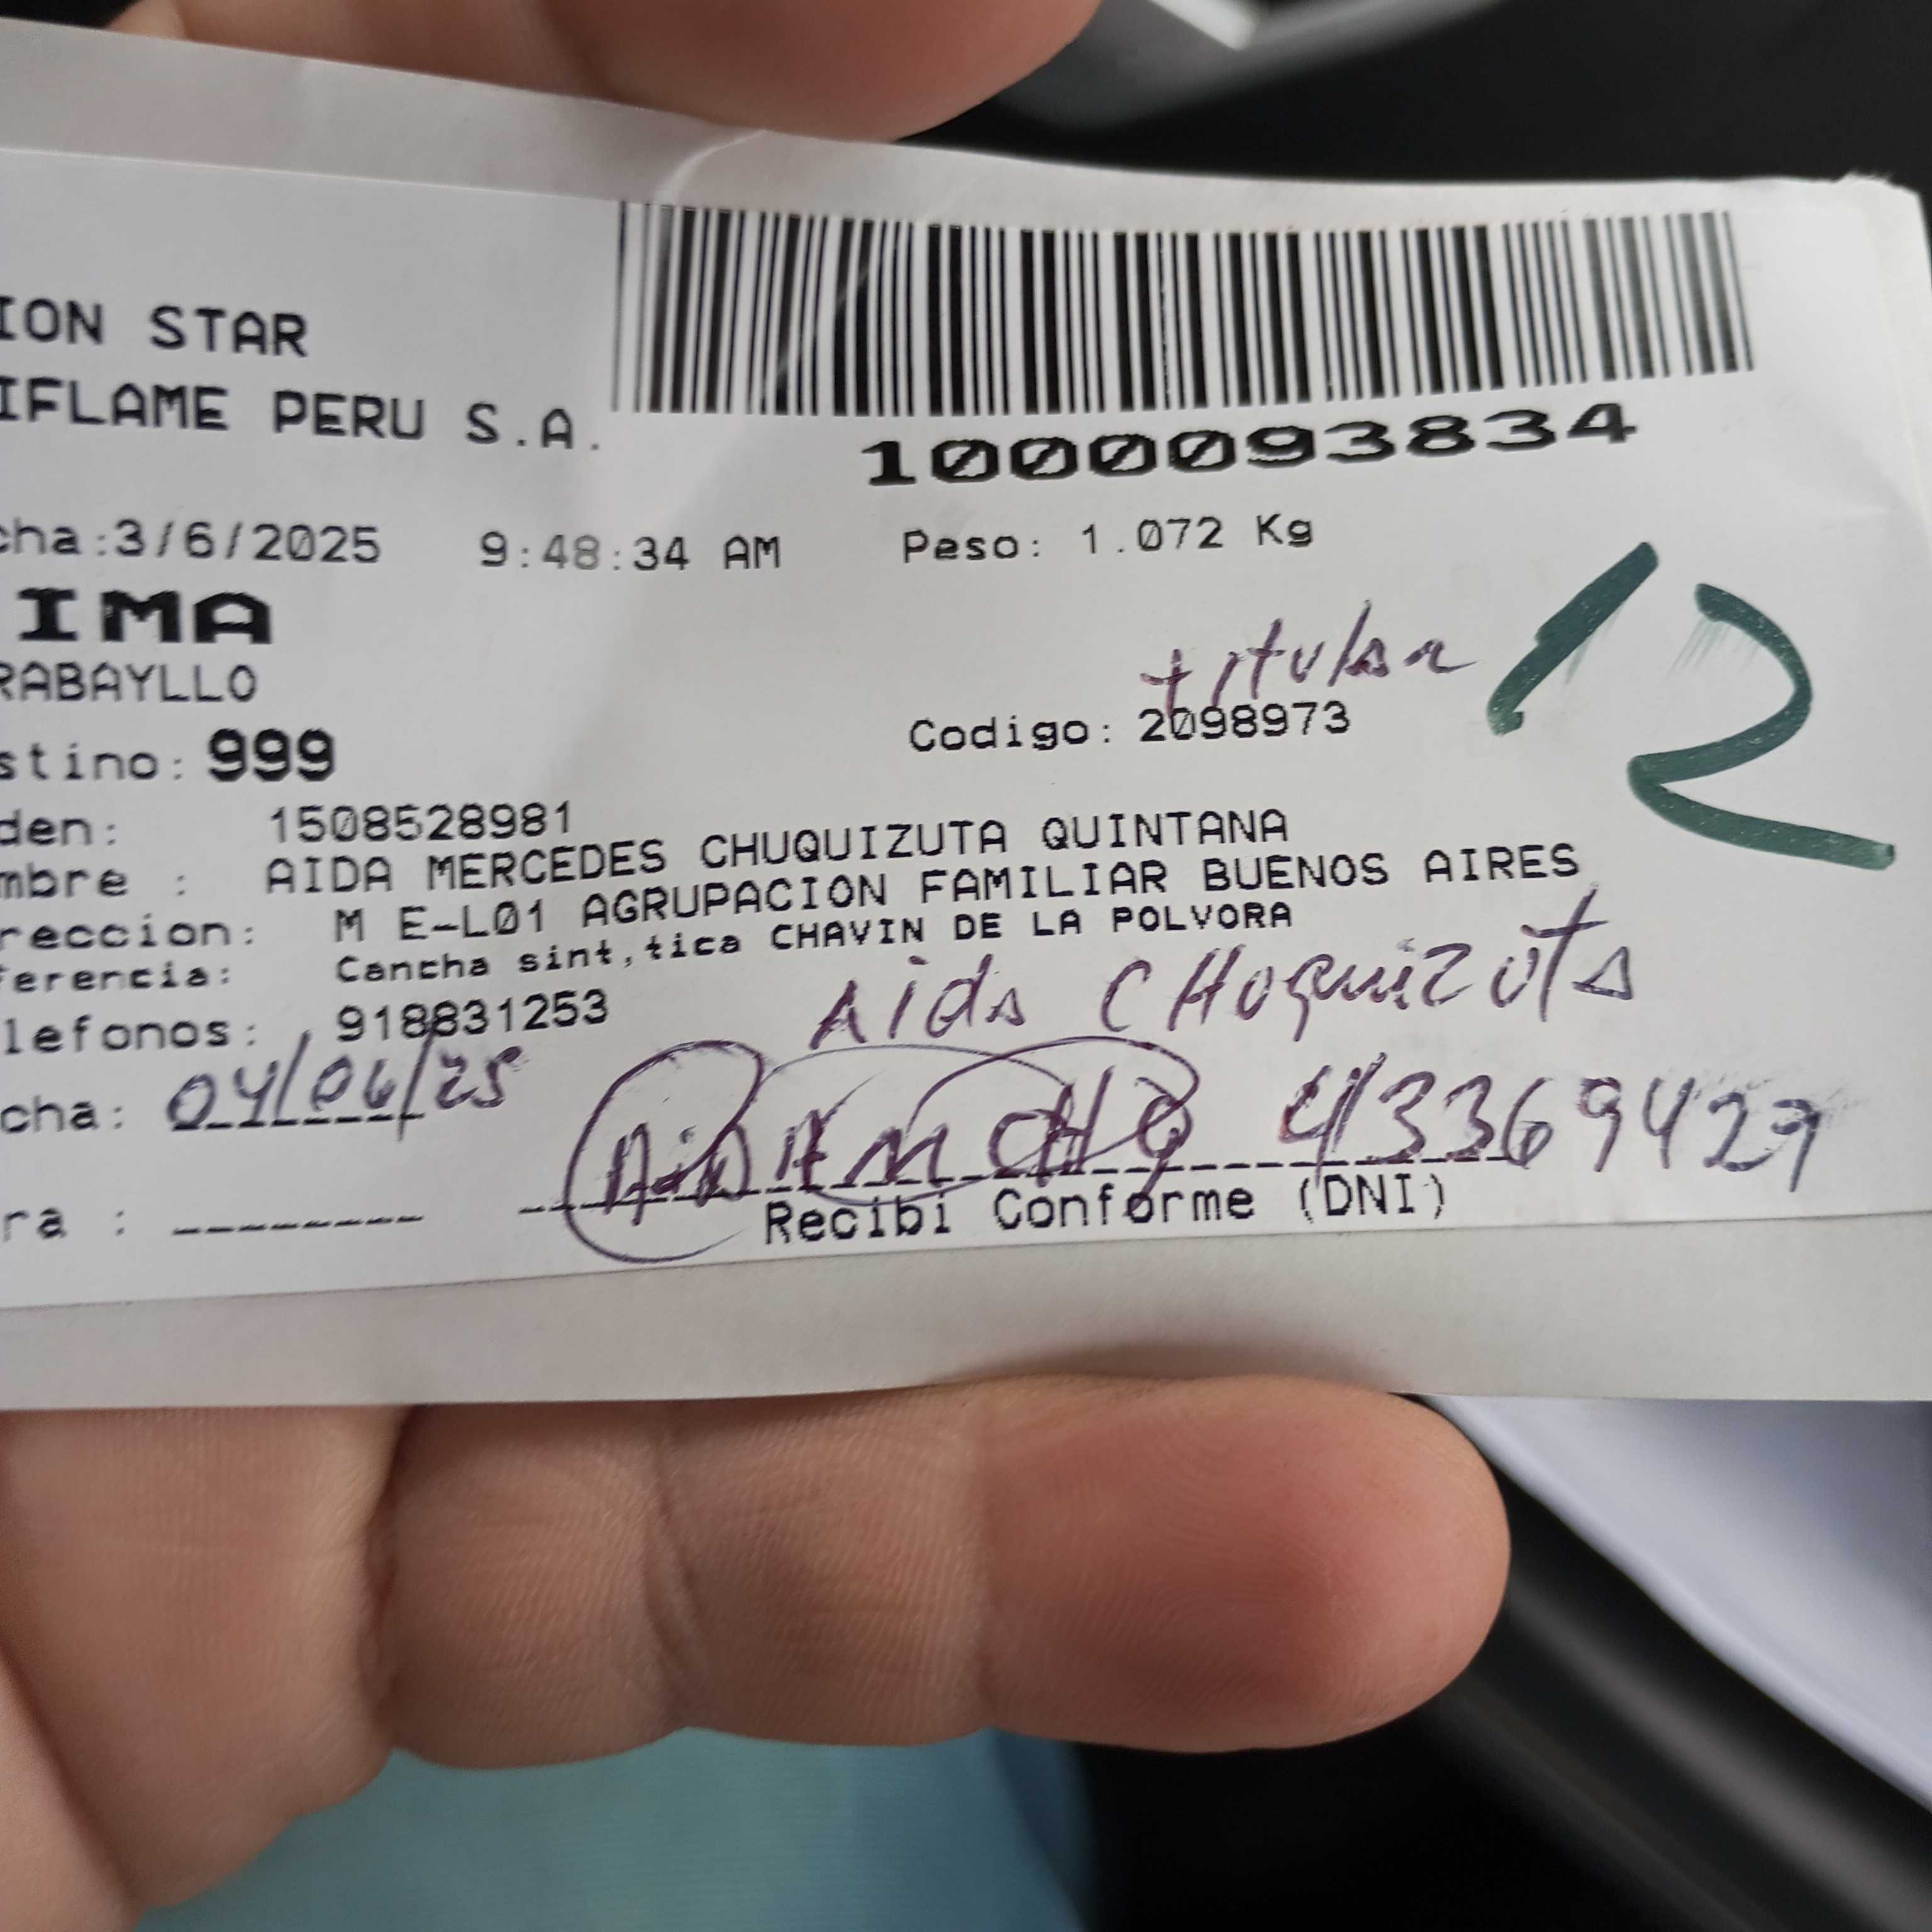 ION STAR
IFLAME PERU S.A.
1000093834
cha:3/6/2025 9:48:34 AM Peso: 1.072 Kg
IMA
RABAYLLO
titular
12
stino: 999 Codigo: 2098973
den: 1508528981
mbre : AIDA MERCEDES CHUQUIZUTA QUINTANA
reccion: M E-L01 AGRUPACION FAMILIAR BUENOS AIRES
ferencia: Cancha sint,tica CHAVIN DE LA POLVORA
lefonos: 918831253
Aida CHoquizuta
cha: 04/06/25
ra :
Recibi Conforme (DNI)